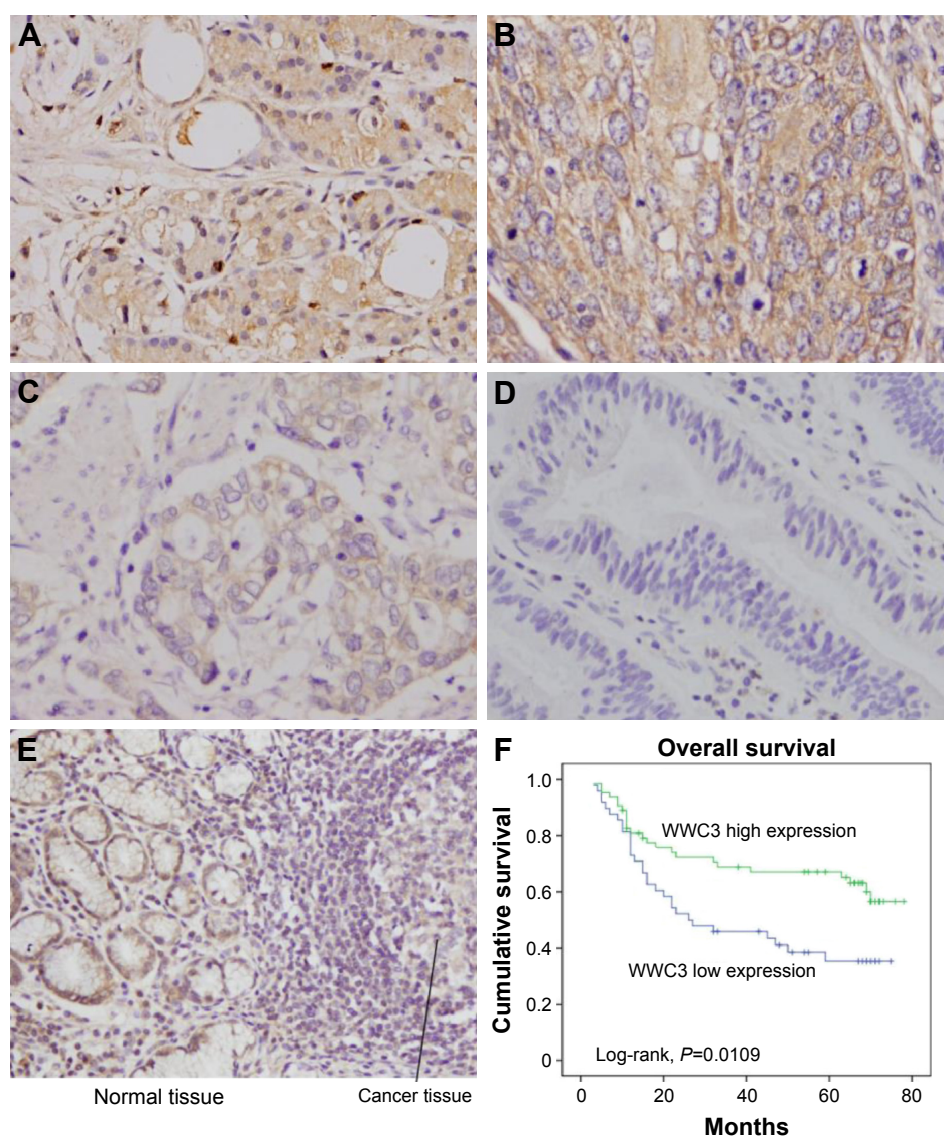 A
B
C
D
E
Normal tissue
Cancer tissue
F
Overall survival
Cumulative survival
1.0
0.8
0.6
0.4
0.2
0
WWC3 high expression
WWC3 low expression
Log-rank, P=0.0109
0 20 40 60 80
Months